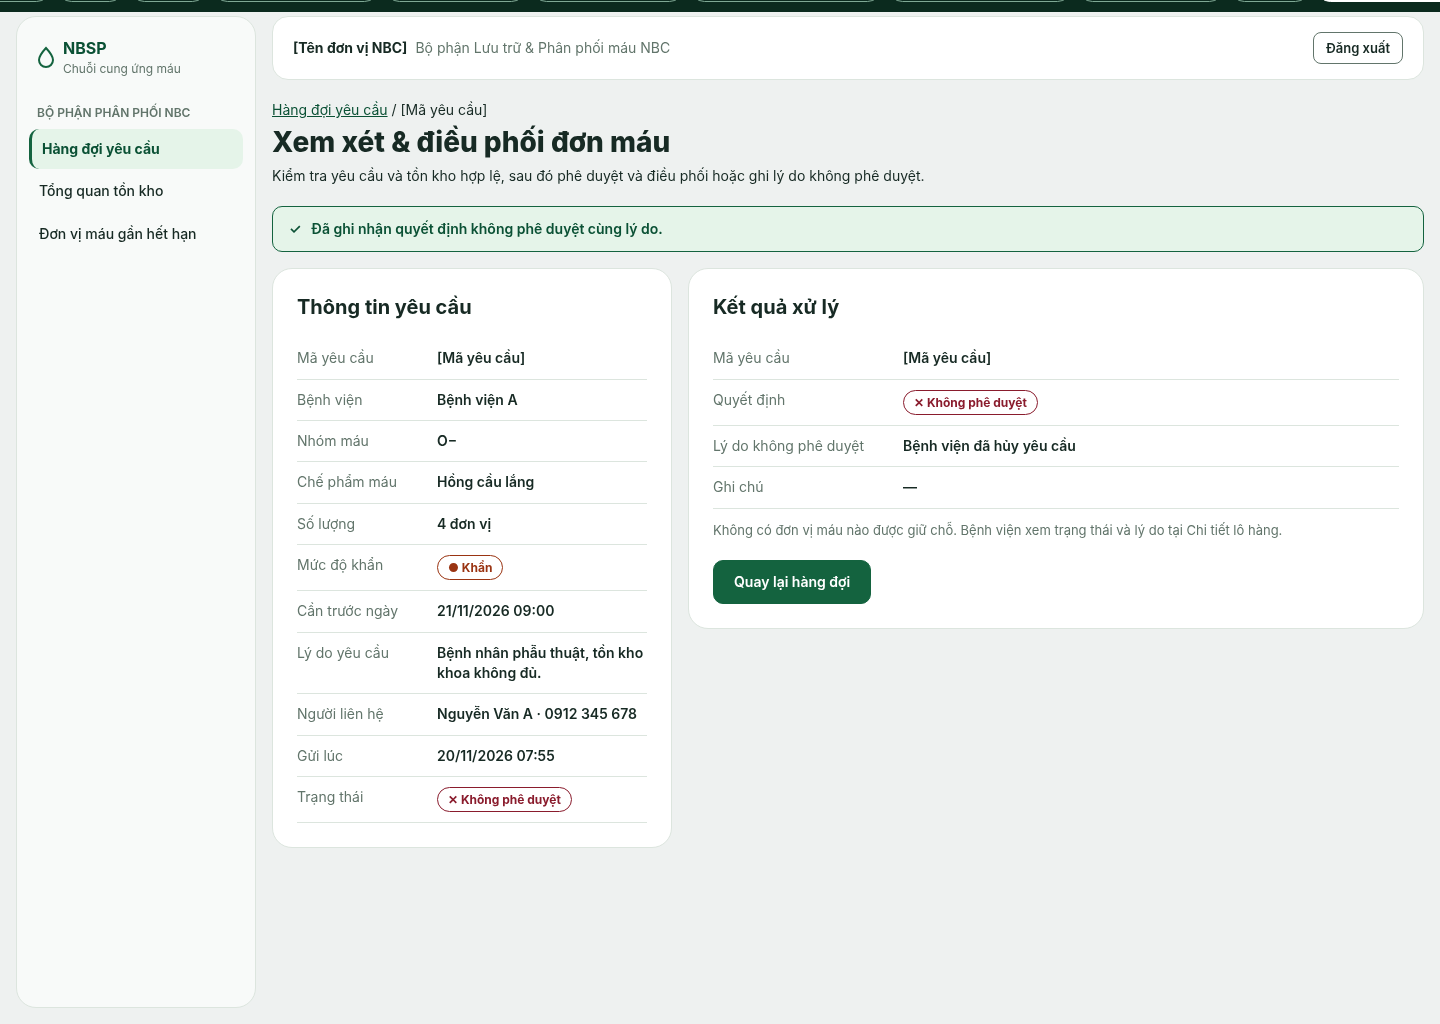 NBSP
Chuỗi cung ứng máu
BỘ PHẬN PHÂN PHỐI NBC
Hàng đợi yêu cầu
Tổng quan tồn kho
Đơn vị máu gần hết hạn
[Tên đơn vị NBC] Bộ phận Lưu trữ & Phân phối máu NBC
Đăng xuất
Hàng đợi yêu cầu / [Mã yêu cầu]
Xem xét & điều phối đơn máu
Kiểm tra yêu cầu và tồn kho hợp lệ, sau đó phê duyệt và điều phối hoặc ghi lý do không phê duyệt.
✓ Đã ghi nhận quyết định không phê duyệt cùng lý do.
Thông tin yêu cầu
Mã yêu cầu [Mã yêu cầu]
Bệnh viện Bệnh viện A
Nhóm máu O−
Chế phẩm máu Hồng cầu lắng
Số lượng 4 đơn vị
Mức độ khẩn ● Khẩn
Cần trước ngày 21/11/2026 09:00
Lý do yêu cầu Bệnh nhân phẫu thuật, tồn kho
khoa không đủ.
Người liên hệ Nguyễn Văn A · 0912 345 678
Gửi lúc 20/11/2026 07:55
Trạng thái ✕ Không phê duyệt
Kết quả xử lý
Mã yêu cầu [Mã yêu cầu]
Quyết định ✕ Không phê duyệt
Lý do không phê duyệt Bệnh viện đã hủy yêu cầu
Ghi chú —
Không có đơn vị máu nào được giữ chỗ. Bệnh viện xem trạng thái và lý do tại Chi tiết lô hàng.
Quay lại hàng đợi